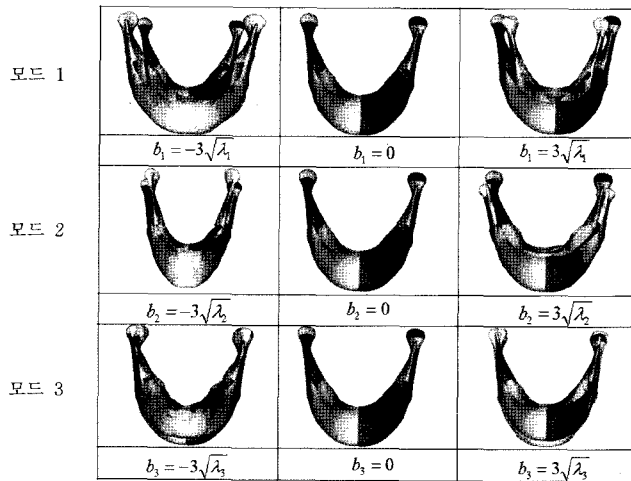 모드 1
b₁ = -3√λ₁ b₁ = 0 b₁ = 3√λ₁
모드 2
b₂ = -3√λ₂ b₂ = 0 b₂ = 3√λ₂
모드 3
b₃ = -3√λ₃ b₃ = 0 b₃ = 3√λ₃